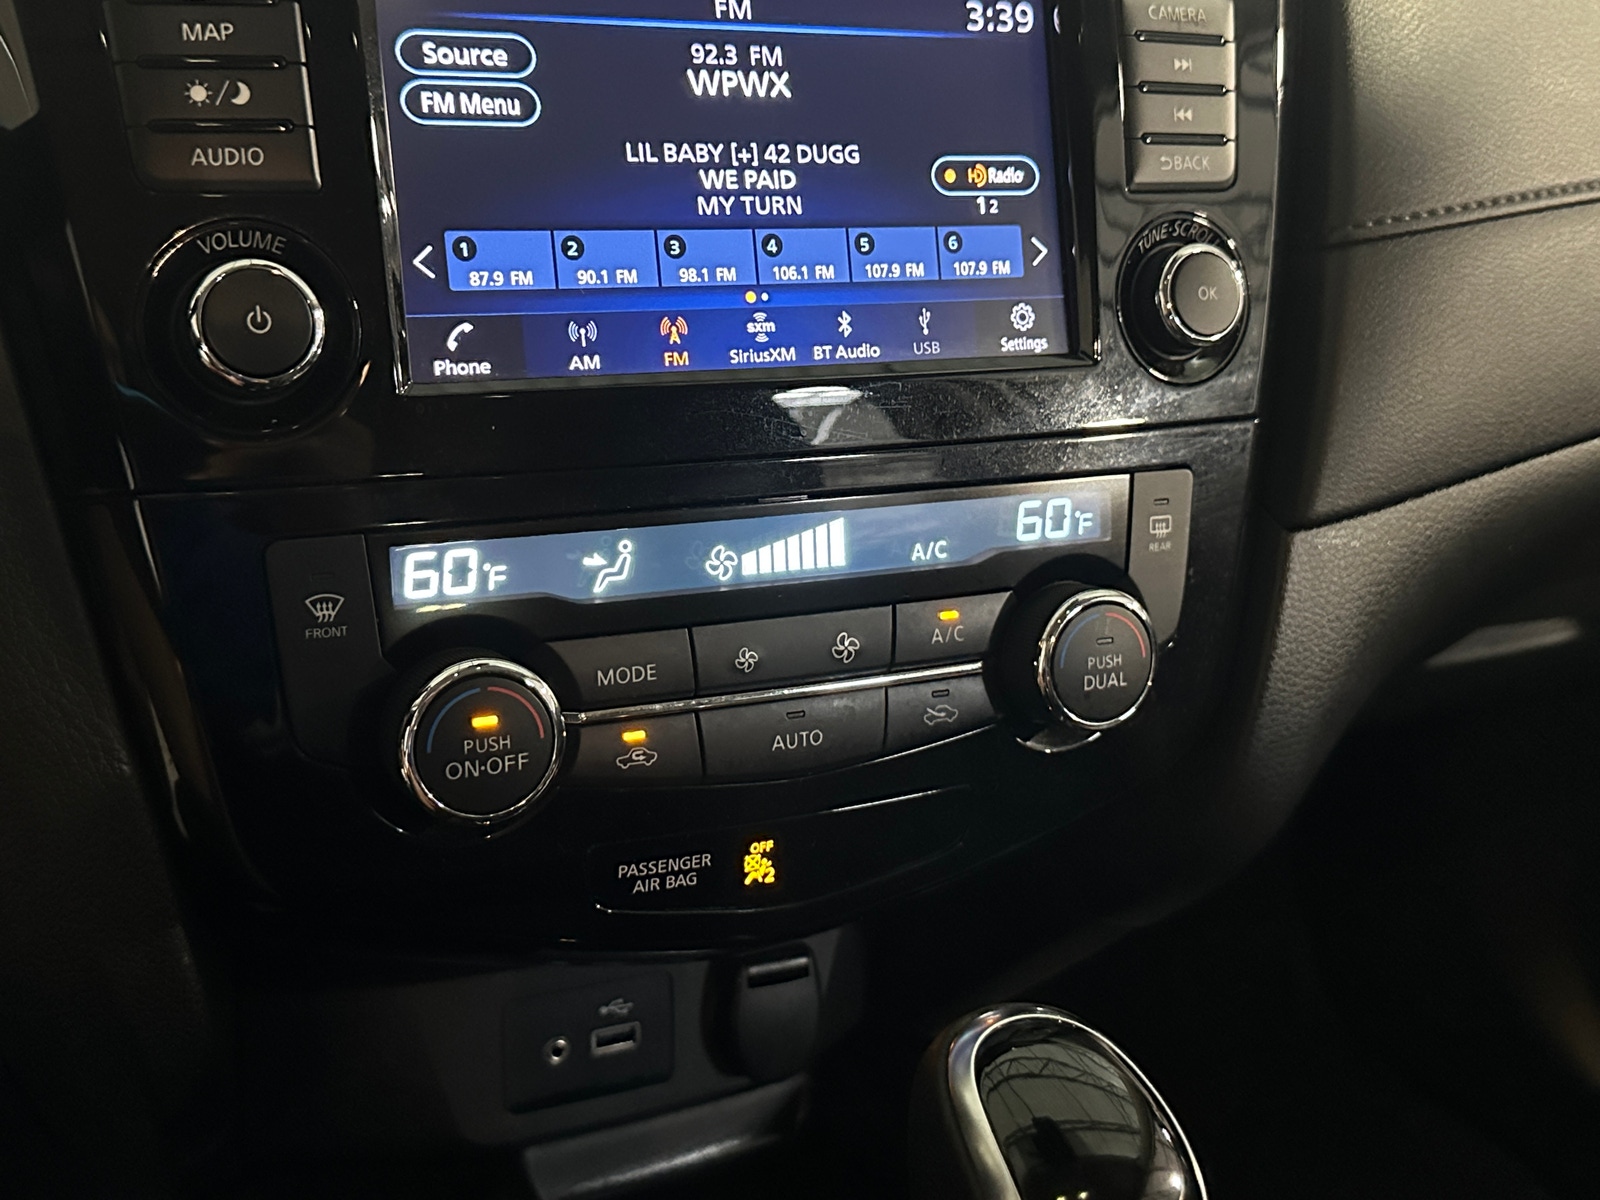 FM
3:39
MAP
AUDIO
VOLUME
Source
FM Menu
92.3 FM
WPWX
LIL BABY [+] 42 DUGG
WE PAID
MY TURN
HD Radio
1 2
1 87.9 FM
2 90.1 FM
3 98.1 FM
4 106.1 FM
5 107.9 FM
6 107.9 FM
Phone
AM
FM
sxm
SiriusXM
BT Audio
USB
Settings
CAMERA
BACK
TUNE·SCROLL
OK
60°F
A/C
60°F
FRONT
REAR
MODE
A/C
PUSH
ON·OFF
AUTO
PUSH
DUAL
PASSENGER
AIR BAG
OFF
2